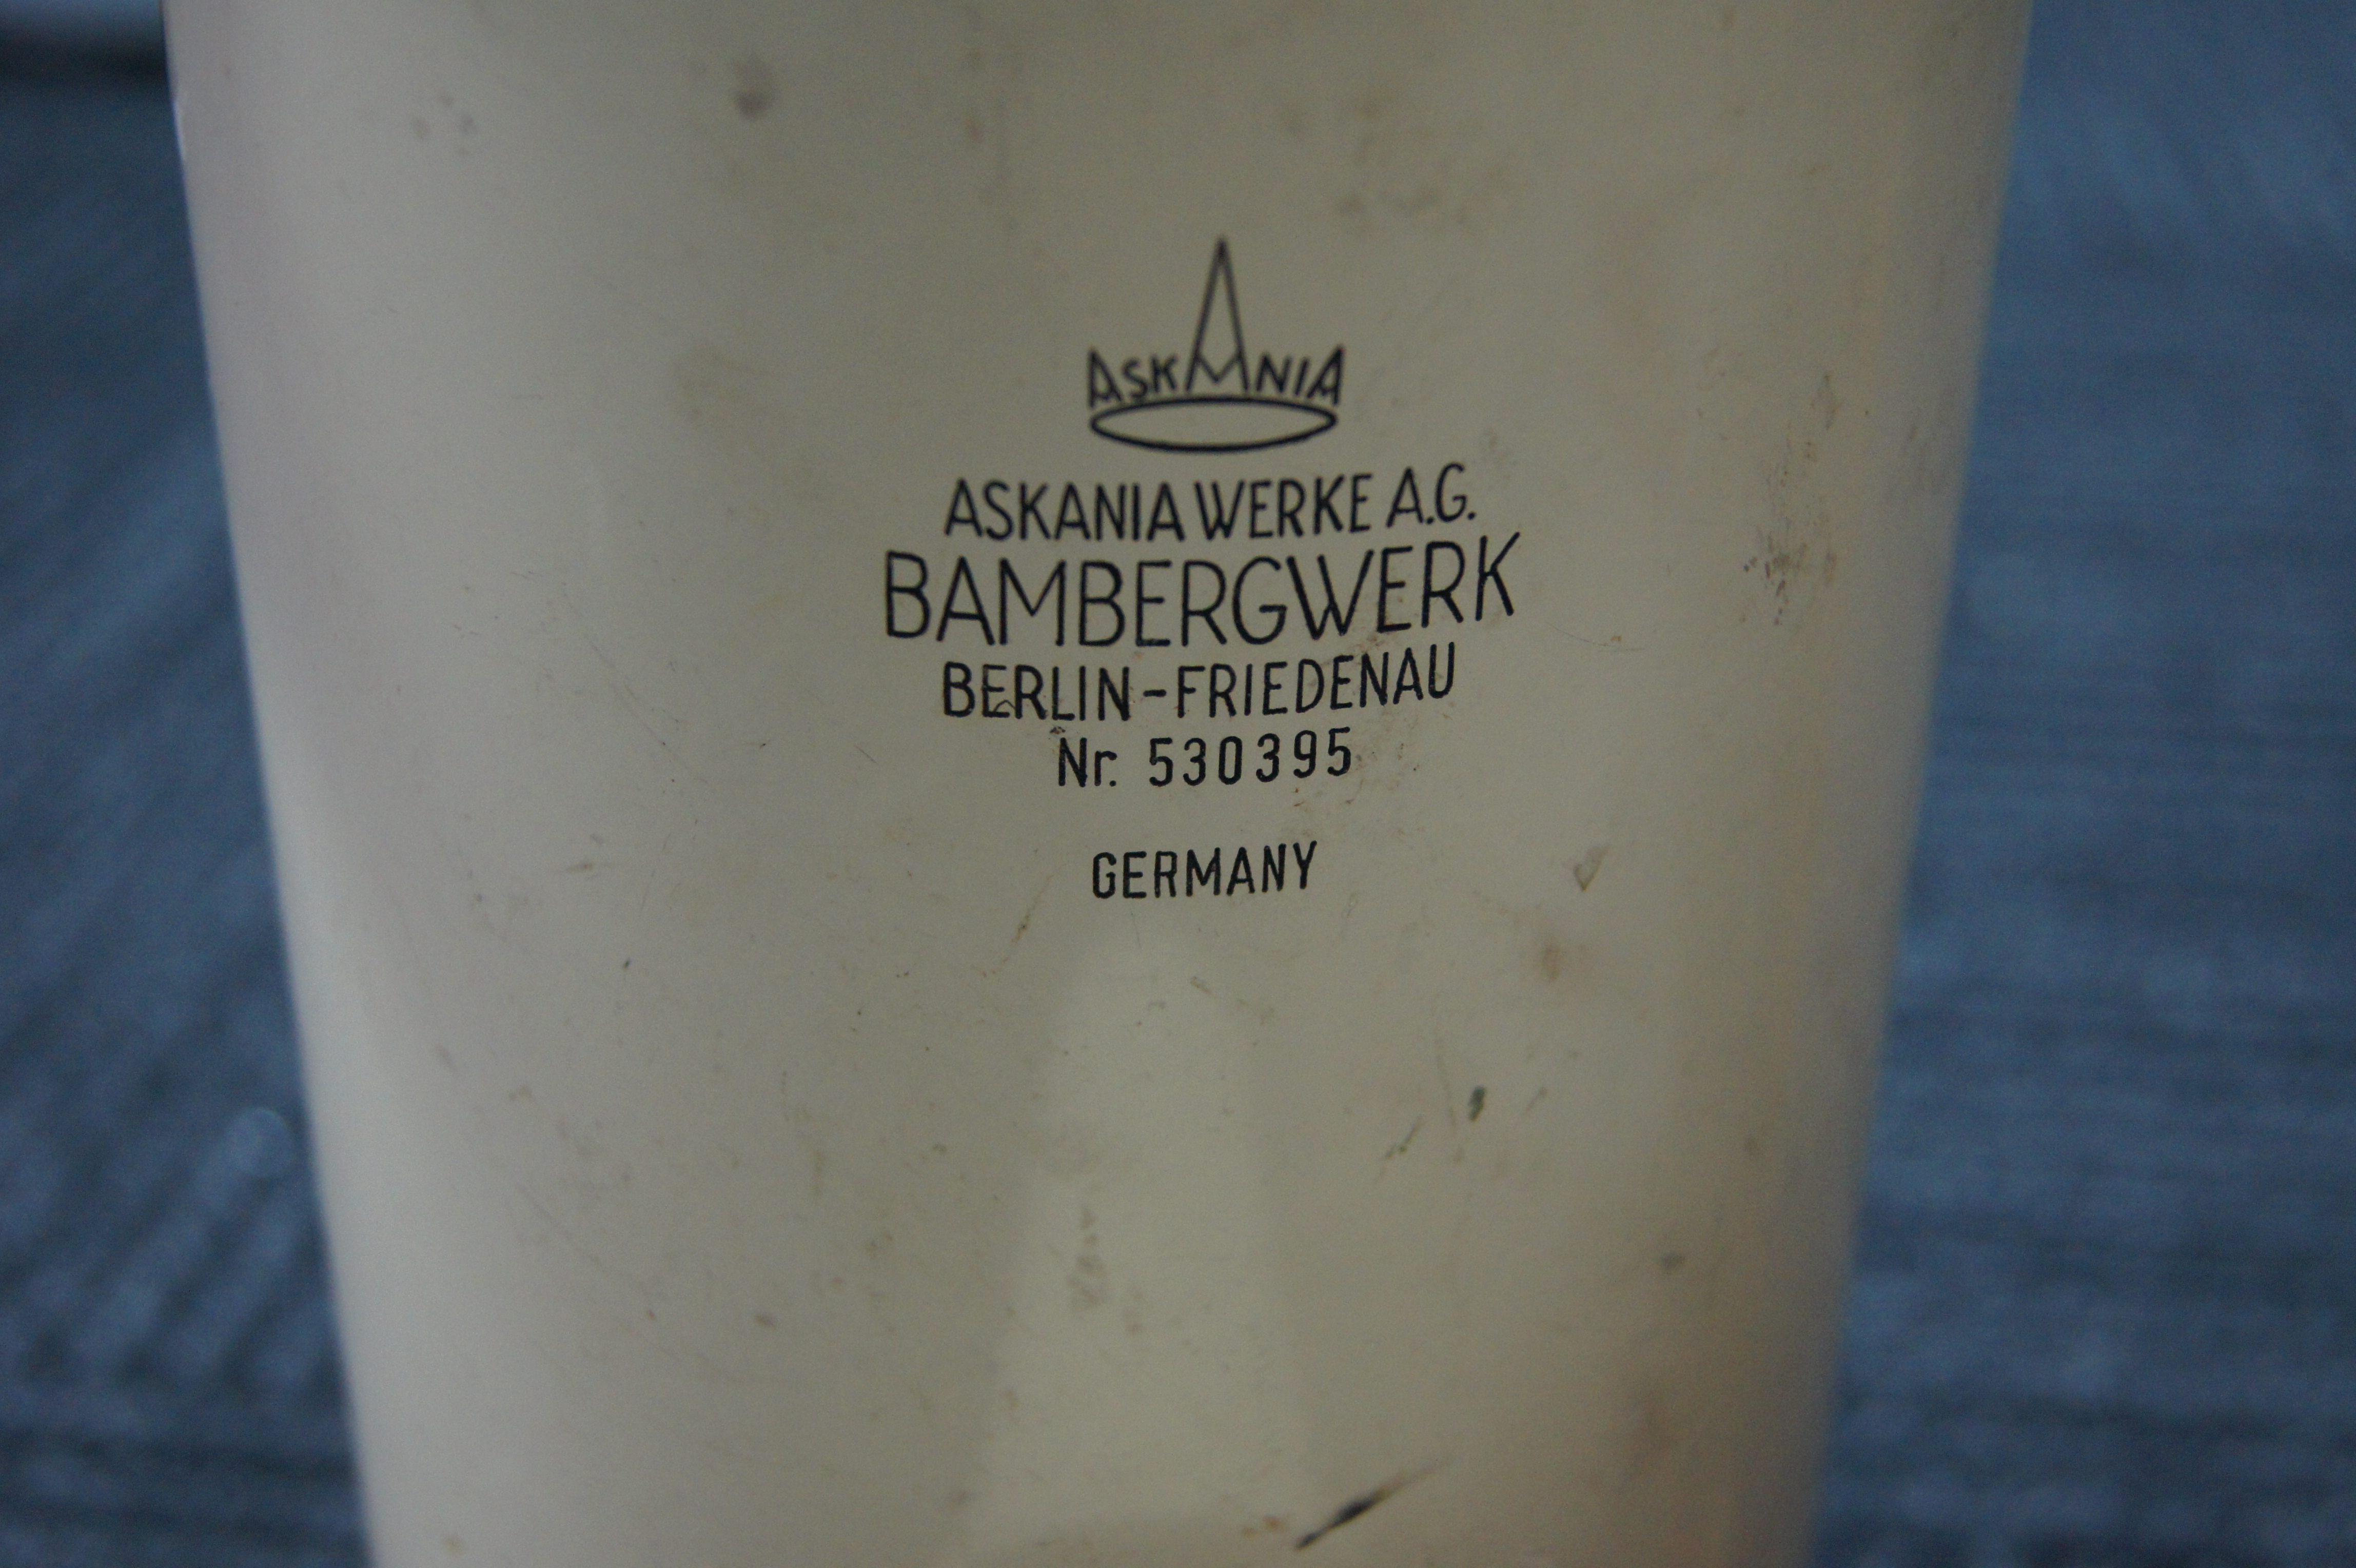 ASKANIA
ASKANIA WERKE A.G.
BAMBERGWERK
BERLIN-FRIEDENAU
Nr. 530395
GERMANY